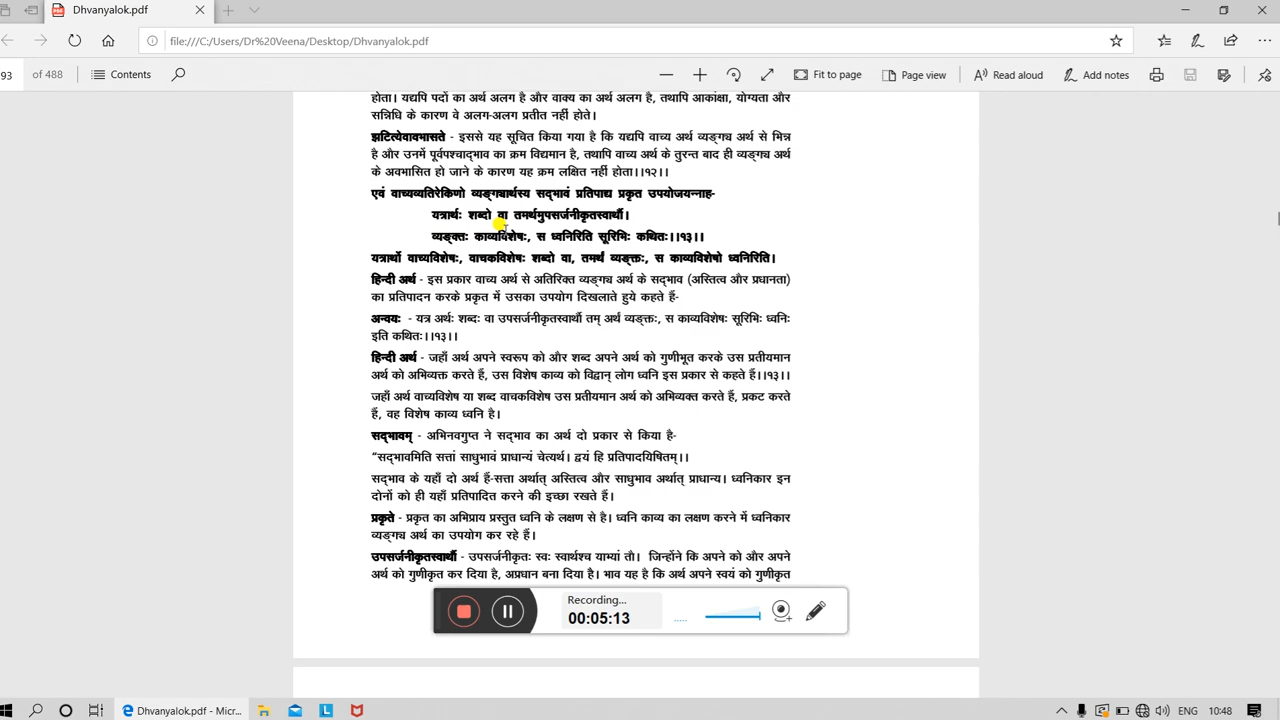 Dhvanyalok.pdf
file:///C:/Users/Dr%20Veena/Desktop/Dhvanyalok.pdf
93 of 488 Contents Fit to page Page view Read aloud Add notes
होता। यद्यपि पदों का अर्थ अलग है और वाक्य का अर्थ अलग है, तथापि आकांक्षा, योग्यता और
सन्निधि के कारण वे अलग-अलग प्रतीत नहीं होते।
झटित्येवावभासते - इससे यह सूचित किया गया है कि यद्यपि वाच्य अर्थ व्यङ्गय अर्थ से भिन्न
है और उनमें पूर्वपश्चाद्भाव का क्रम विद्यमान है, तथापि वाच्य अर्थ के तुरन्त बाद ही व्यङ्गय अर्थ
के अवभासित हो जाने के कारण यह क्रम लक्षित नहीं होता।।१२।।
एवं वाच्यव्यतिरेकिणो व्यङ्गयार्थस्य सद्भावं प्रतिपाद्य प्रकृत उपयोजयन्नाह-
यत्रार्थः शब्दो वा तमर्थमुपसर्जनीकृतस्वार्थौ।
व्यङ्क्तः काव्यविशेषः, स ध्वनिरिति सूरिभिः कथितः।।१३।।
यत्रार्थो वाच्यविशेषः, वाचकविशेषः शब्दो वा, तमर्थं व्यङ्क्तः, स काव्यविशेषो ध्वनिरिति।
हिन्दी अर्थ - इस प्रकार वाच्य अर्थ से अतिरिक्त व्यङ्गय अर्थ के सद्भाव (अस्तित्व और प्रधानता)
का प्रतिपादन करके प्रकृत में उसका उपयोग दिखलाते हुये कहते हैं-
अन्वयः - यत्र अर्थः शब्दः वा उपसर्जनीकृतस्वार्थौ तम् अर्थं व्यङ्क्तः, स काव्यविशेषः सूरिभिः ध्वनिः
इति कथितः।।१३।।
हिन्दी अर्थ - जहाँ अर्थ अपने स्वरूप को और शब्द अपने अर्थ को गुणीभूत करके उस प्रतीयमान
अर्थ को अभिव्यक्त करते हैं, उस विशेष काव्य को विद्वान् लोग ध्वनि इस प्रकार से कहते हैं।।१३।।
जहाँ अर्थ वाच्यविशेष या शब्द वाचकविशेष उस प्रतीयमान अर्थ को अभिव्यक्त करते हैं, प्रकट करते
हैं, वह विशेष काव्य ध्वनि है।
सद्भावम् - अभिनवगुप्त ने सद्भाव का अर्थ दो प्रकार से किया है-
“सद्भावमिति सत्तां साधुभावं प्राधान्यं चेत्यर्थ। द्वयं हि प्रतिपादयिषितम्।।
सद्भाव के यहाँ दो अर्थ हैं-सत्ता अर्थात् अस्तित्व और साधुभाव अर्थात् प्राधान्य। ध्वनिकार इन
दोनों को ही यहाँ प्रतिपादित करने की इच्छा रखते हैं।
प्रकृते - प्रकृत का अभिप्राय प्रस्तुत ध्वनि के लक्षण से है। ध्वनि काव्य का लक्षण करने में ध्वनिकार
व्यङ्गय अर्थ का उपयोग कर रहे हैं।
उपसर्जनीकृतस्वार्थौ - उपसर्जनीकृतः स्वः स्वार्थश्च याभ्यां तौ। जिन्होंने कि अपने को और अपने
अर्थ को गुणीकृत कर दिया है, अप्रधान बना दिया है। भाव यह है कि अर्थ अपने स्वयं को गुणीकृत
Recording...
00:05:13
Dhvanyalok.pdf - Micr... ENG 10:48